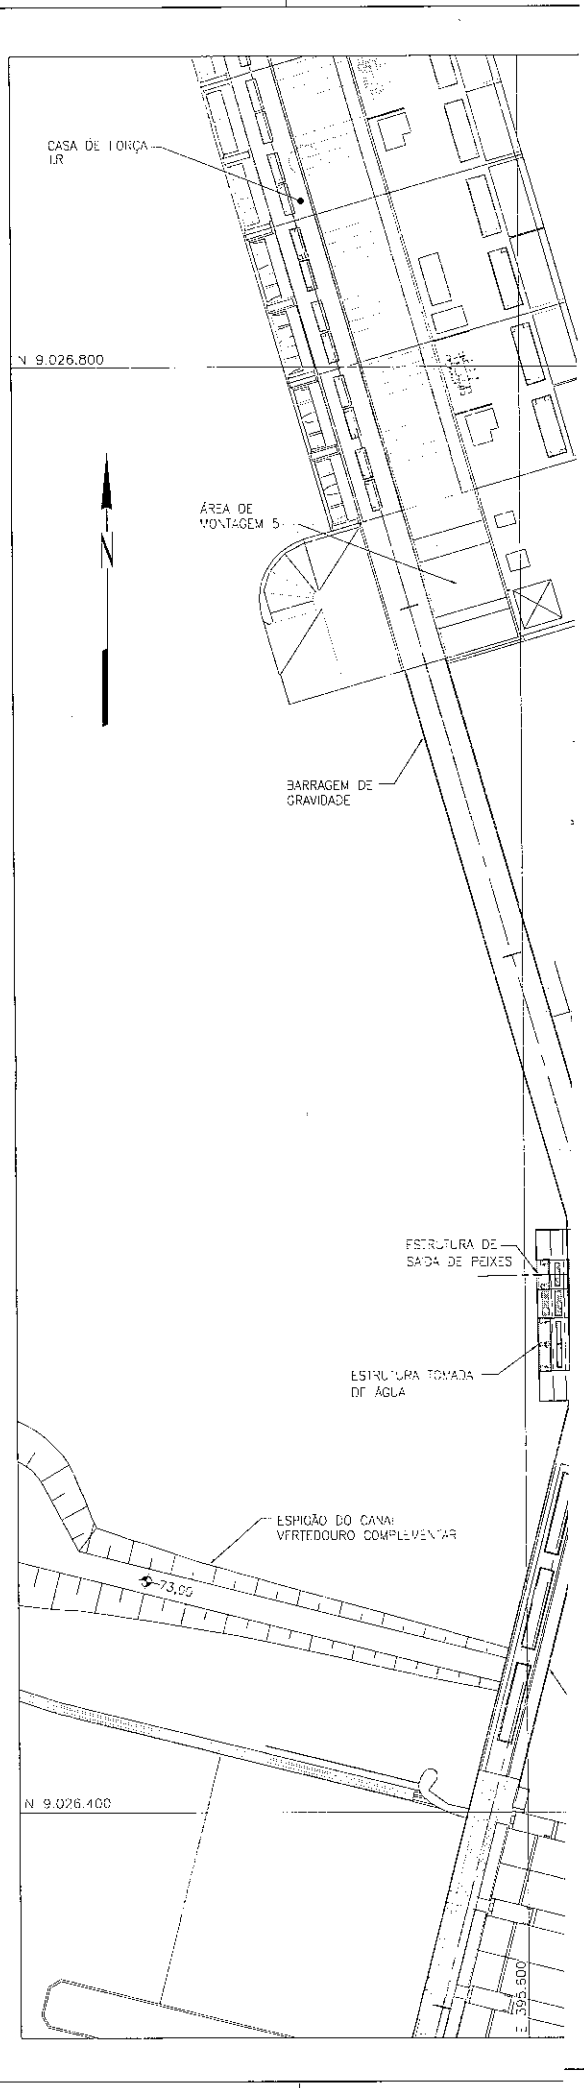 CASA DE FORÇA
LR
N 9.026.800
ÁREA DE
MONTAGEM 5
N
BARRAGEM DE
GRAVIDADE
ESTRUTURA DE
SAÍDA DE PEIXES
ESTRUTURA TOMADA
DE ÁGUA
ESPIGÃO DO CANAL
VERTEDOURO COMPLEMENTAR
73,00
N 9.026.400
E 395.600